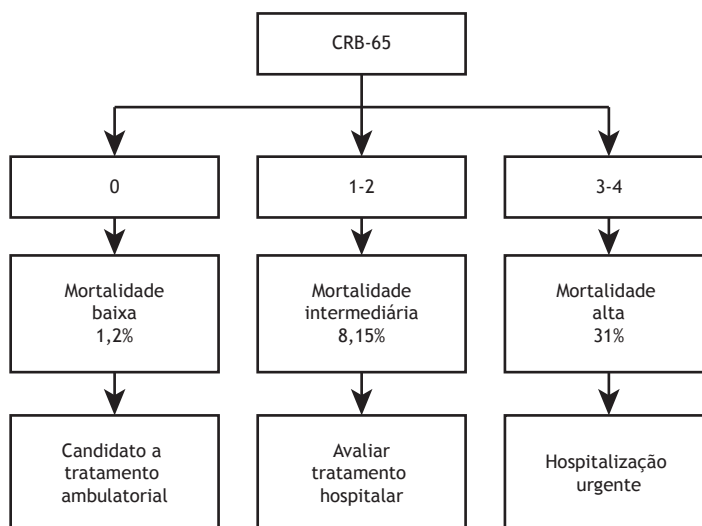 CRB-65
0
1-2
3-4
Mortalidade
baixa
1,2%
Mortalidade
intermediária
8,15%
Mortalidade
alta
31%
Candidato a
tratamento
ambulatorial
Avaliar
tratamento
hospitalar
Hospitalização
urgente